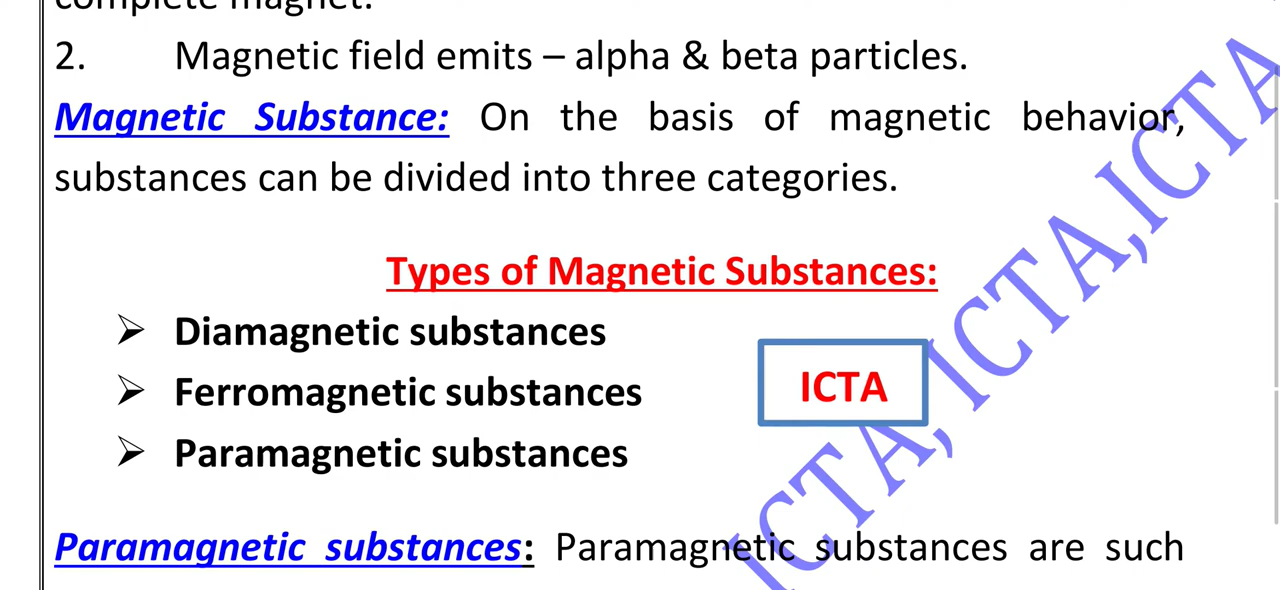 complete magnet.
2. Magnetic field emits – alpha & beta particles.
Magnetic Substance: On the basis of magnetic behavior,
substances can be divided into three categories.
Types of Magnetic Substances:
➢ Diamagnetic substances
➢ Ferromagnetic substances
➢ Paramagnetic substances
ICTA
Paramagnetic substances: Paramagnetic substances are such
ICTA, ICTA,ICTA